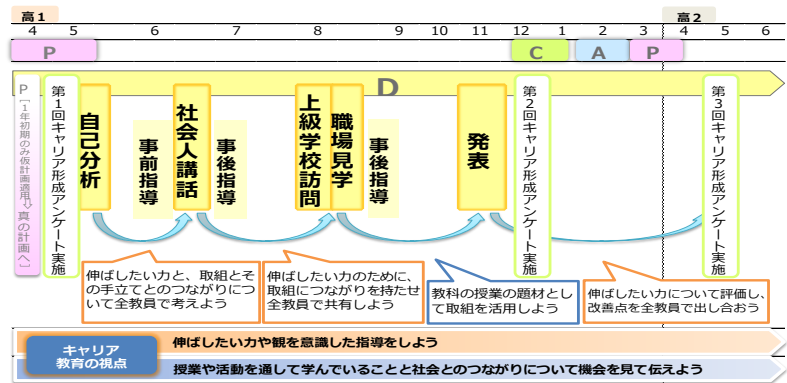 高1
高2
4 5 6 7 8 9 10 11 12 1 2 3 4 5 6
P
C
A
P
D
P［1年初期のみ仮計画適用⇨真の計画へ］
第1回キャリア形成アンケート実施
自己分析
事前指導
社会人講話
事後指導
上級学校訪問
職場見学
事後指導
発表
第2回キャリア形成アンケート実施
第3回キャリア形成アンケート実施
伸ばしたい力と、取組とそ
の手立てとのつながりにつ
いて全教員で考えよう
伸ばしたい力のために、
取組につながりを持たせ
全教員で共有しよう
教科の授業の題材とし
て取組を活用しよう
伸ばしたい力について評価し、
改善点を全教員で出し合おう
キャリア
教育の視点
伸ばしたい力や観を意識した指導をしよう
授業や活動を通して学んでいることと社会とのつながりについて機会を見て伝えよう